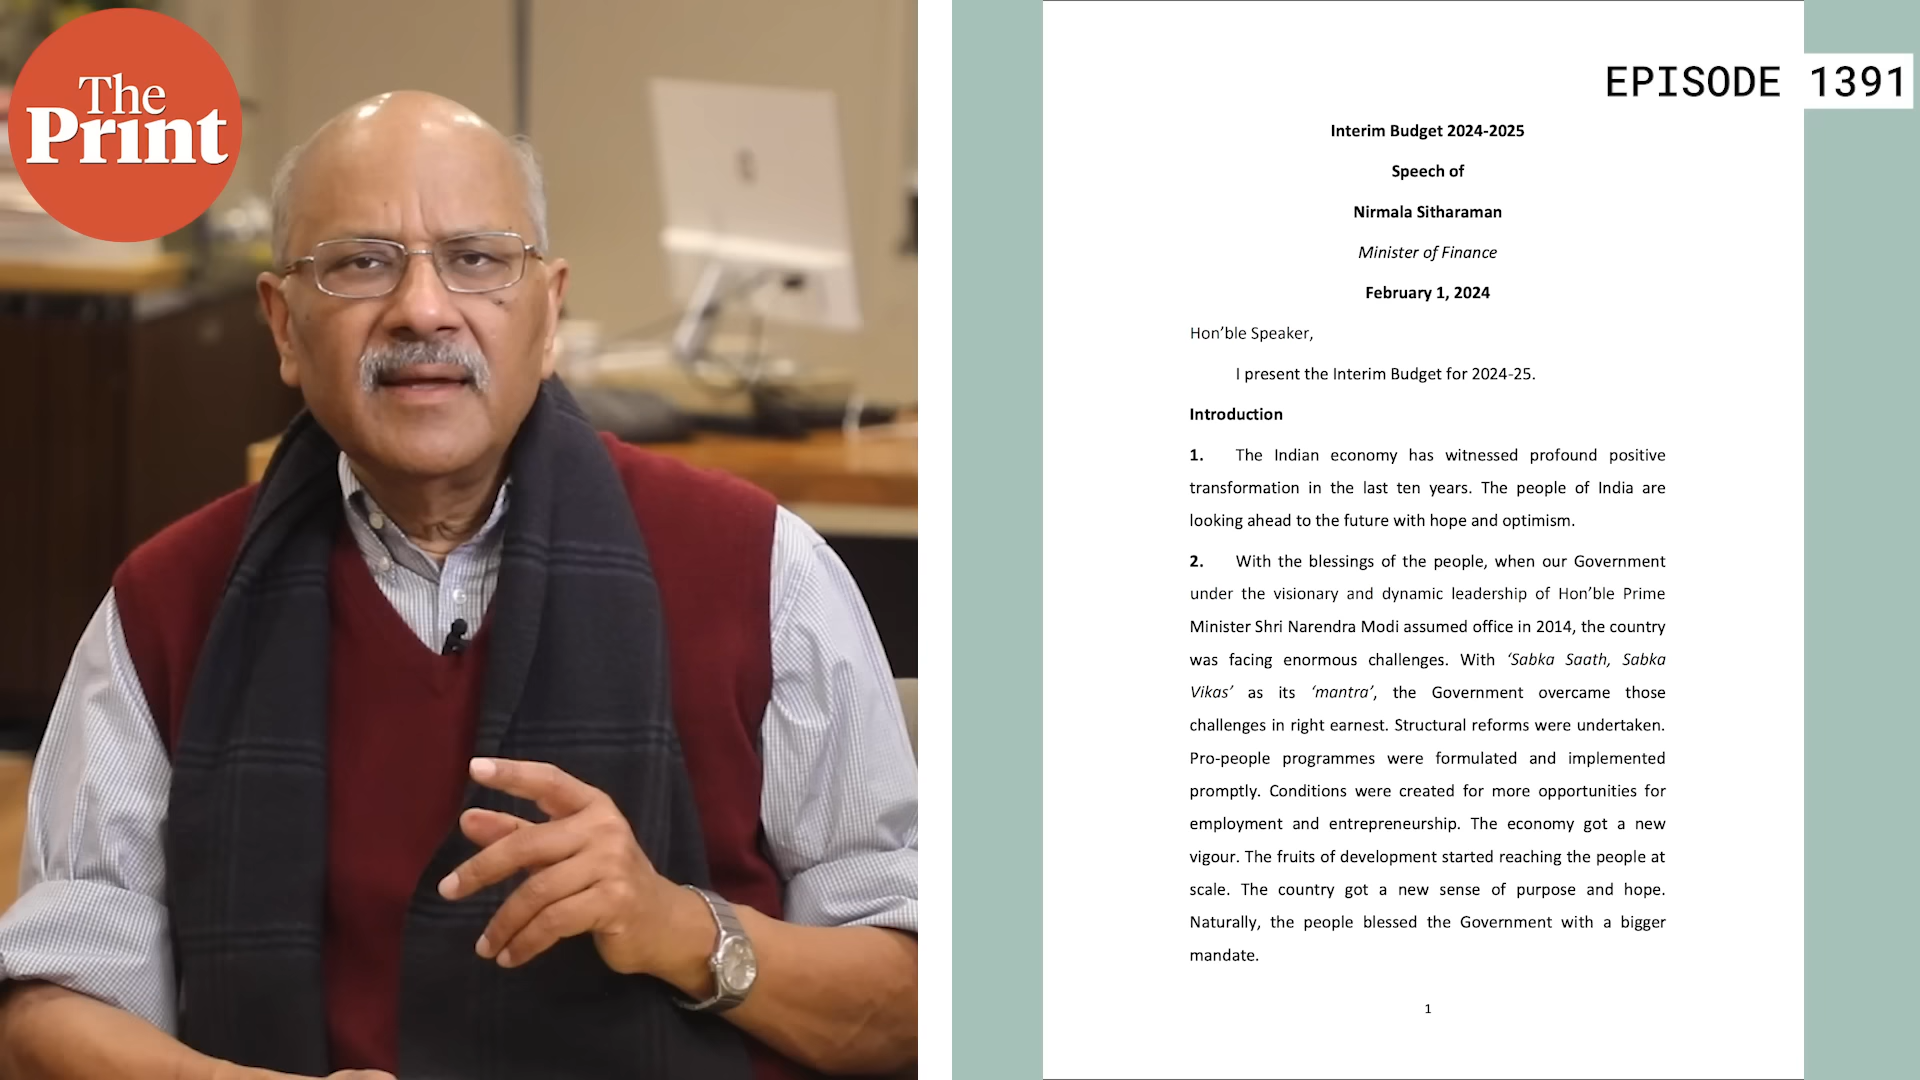 The
Print
EPISODE 1391
Interim Budget 2024-2025
Speech of
Nirmala Sitharaman
Minister of Finance
February 1, 2024
Hon’ble Speaker,
I present the Interim Budget for 2024-25.
Introduction
1. The Indian economy has witnessed profound positive
transformation in the last ten years. The people of India are
looking ahead to the future with hope and optimism.
2. With the blessings of the people, when our Government
under the visionary and dynamic leadership of Hon’ble Prime
Minister Shri Narendra Modi assumed office in 2014, the country
was facing enormous challenges. With ‘Sabka Saath, Sabka
Vikas’ as its ‘mantra’, the Government overcame those
challenges in right earnest. Structural reforms were undertaken.
Pro-people programmes were formulated and implemented
promptly. Conditions were created for more opportunities for
employment and entrepreneurship. The economy got a new
vigour. The fruits of development started reaching the people at
scale. The country got a new sense of purpose and hope.
Naturally, the people blessed the Government with a bigger
mandate.
1